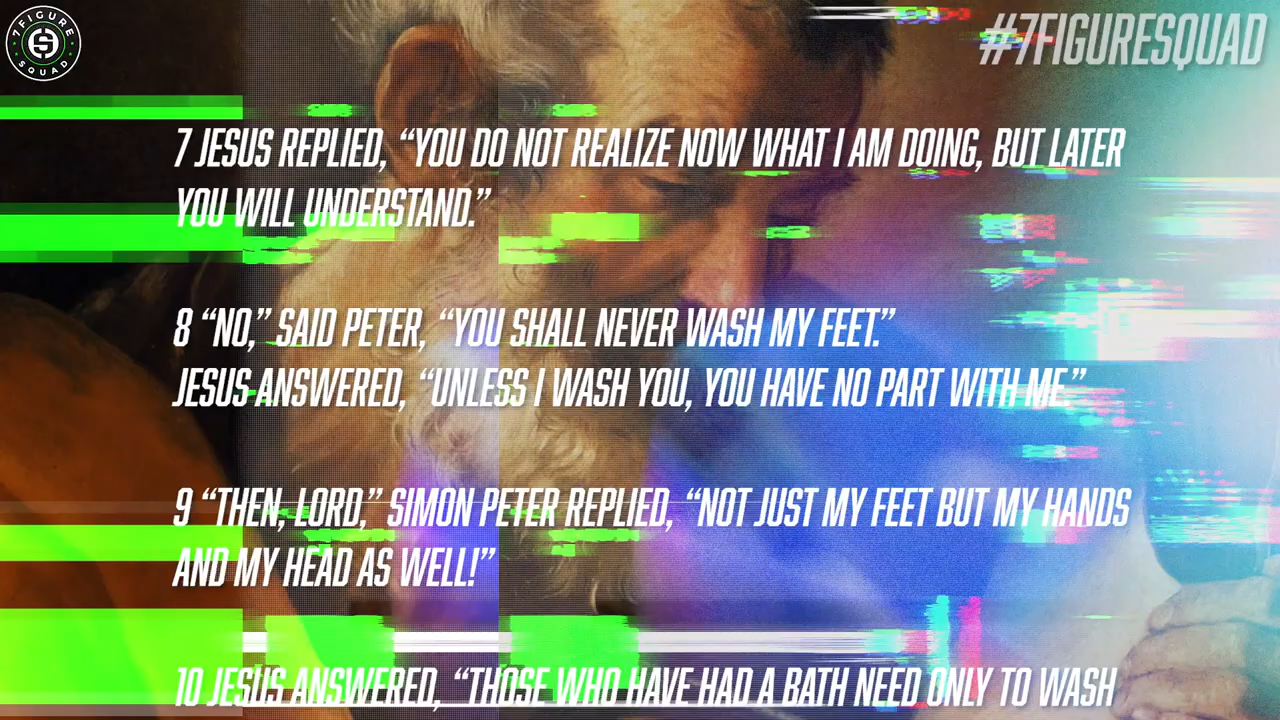 7FIGURE
SQUAD
#7FIGURESQUAD
7 JESUS REPLIED, “YOU DO NOT REALIZE NOW WHAT I AM DOING, BUT LATER
YOU WILL UNDERSTAND.”
8 “NO,” SAID PETER, “YOU SHALL NEVER WASH MY FEET.”
JESUS ANSWERED, “UNLESS I WASH YOU, YOU HAVE NO PART WITH ME.”
9 “THEN, LORD,” SIMON PETER REPLIED, “NOT JUST MY FEET BUT MY HANDS
AND MY HEAD AS WELL!”
10 JESUS ANSWERED, “THOSE WHO HAVE HAD A BATH NEED ONLY TO WASH